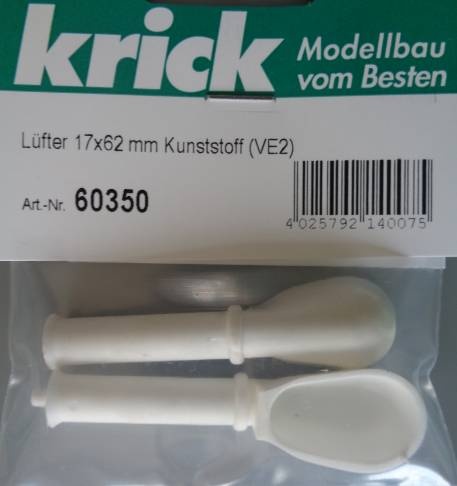 krick
Modellbau
vom Besten
Lüfter 17x62 mm Kunststoff (VE2)
Art.-Nr. 60350
4 025792 140075